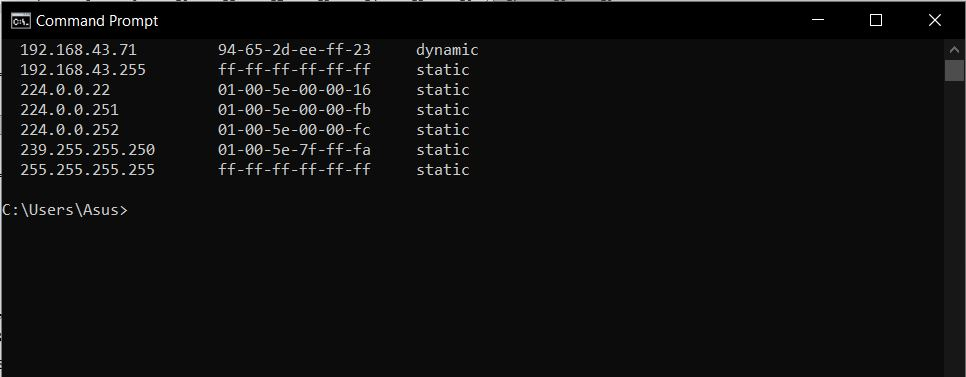 Command Prompt
192.168.43.71 94-65-2d-ee-ff-23 dynamic
192.168.43.255 ff-ff-ff-ff-ff-ff static
224.0.0.22 01-00-5e-00-00-16 static
224.0.0.251 01-00-5e-00-00-fb static
224.0.0.252 01-00-5e-00-00-fc static
239.255.255.250 01-00-5e-7f-ff-fa static
255.255.255.255 ff-ff-ff-ff-ff-ff static
C:\Users\Asus>